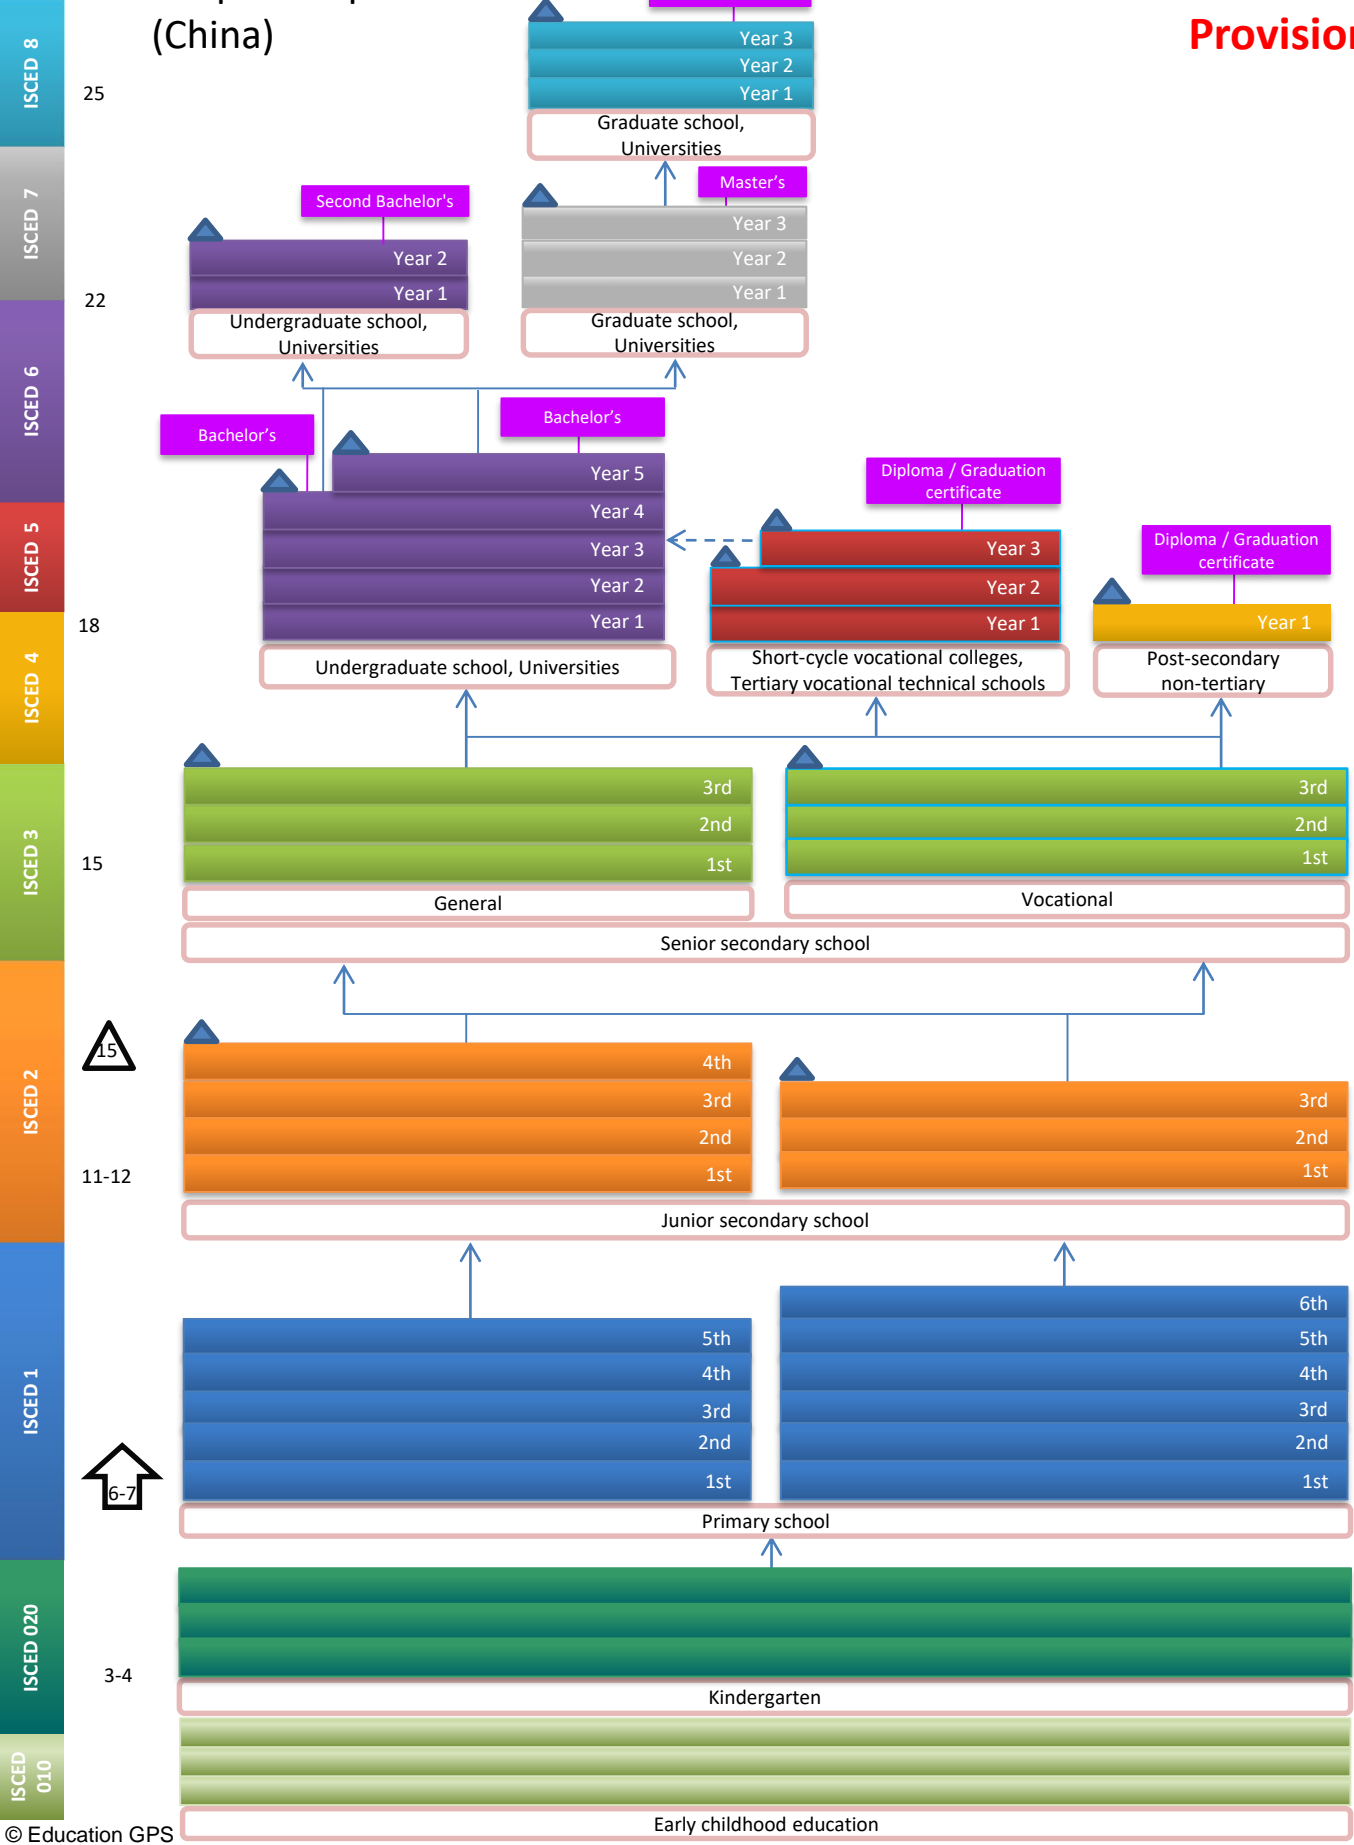 (China)
Provision
ISCED 8
25
Year 3
Year 2
Year 1
Graduate school,
Universities
ISCED 7
22
Second Bachelor's
Year 2
Year 1
Undergraduate school,
Universities
Master's
Year 3
Year 2
Year 1
Graduate school,
Universities
ISCED 6
Bachelor's
Bachelor's
Year 5
Year 4
Year 3
Year 2
Year 1
Undergraduate school, Universities
ISCED 5
Diploma / Graduation
certificate
Year 3
Year 2
Year 1
Short-cycle vocational colleges,
Tertiary vocational technical schools
ISCED 4
18
Diploma / Graduation
certificate
Year 1
Post-secondary
non-tertiary
ISCED 3
15
3rd
2nd
1st
General
3rd
2nd
1st
Vocational
Senior secondary school
ISCED 2
15
11-12
4th
3rd
2nd
1st
3rd
2nd
1st
Junior secondary school
ISCED 1
6-7
5th
4th
3rd
2nd
1st
6th
5th
4th
3rd
2nd
1st
Primary school
ISCED 020
3-4
Kindergarten
ISCED
010
Early childhood education
© Education GPS